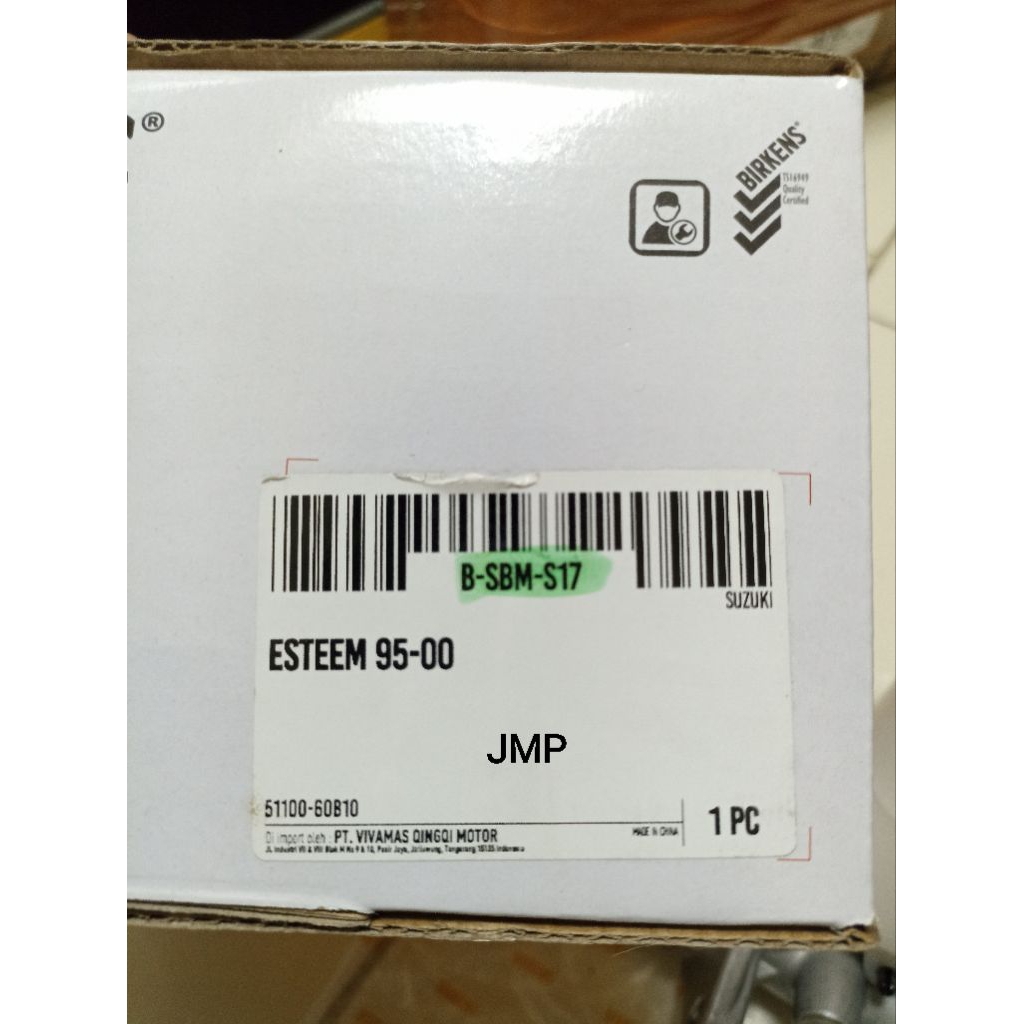 ®
BIRKENS®
TS16949
Quality
Certified
B-SBM-S17
SUZUKI
ESTEEM 95-00
JMP
51100-60B10
Di import oleh : PT. VIVAMAS QINGQI MOTOR
MADE IN CHINA
1 PC